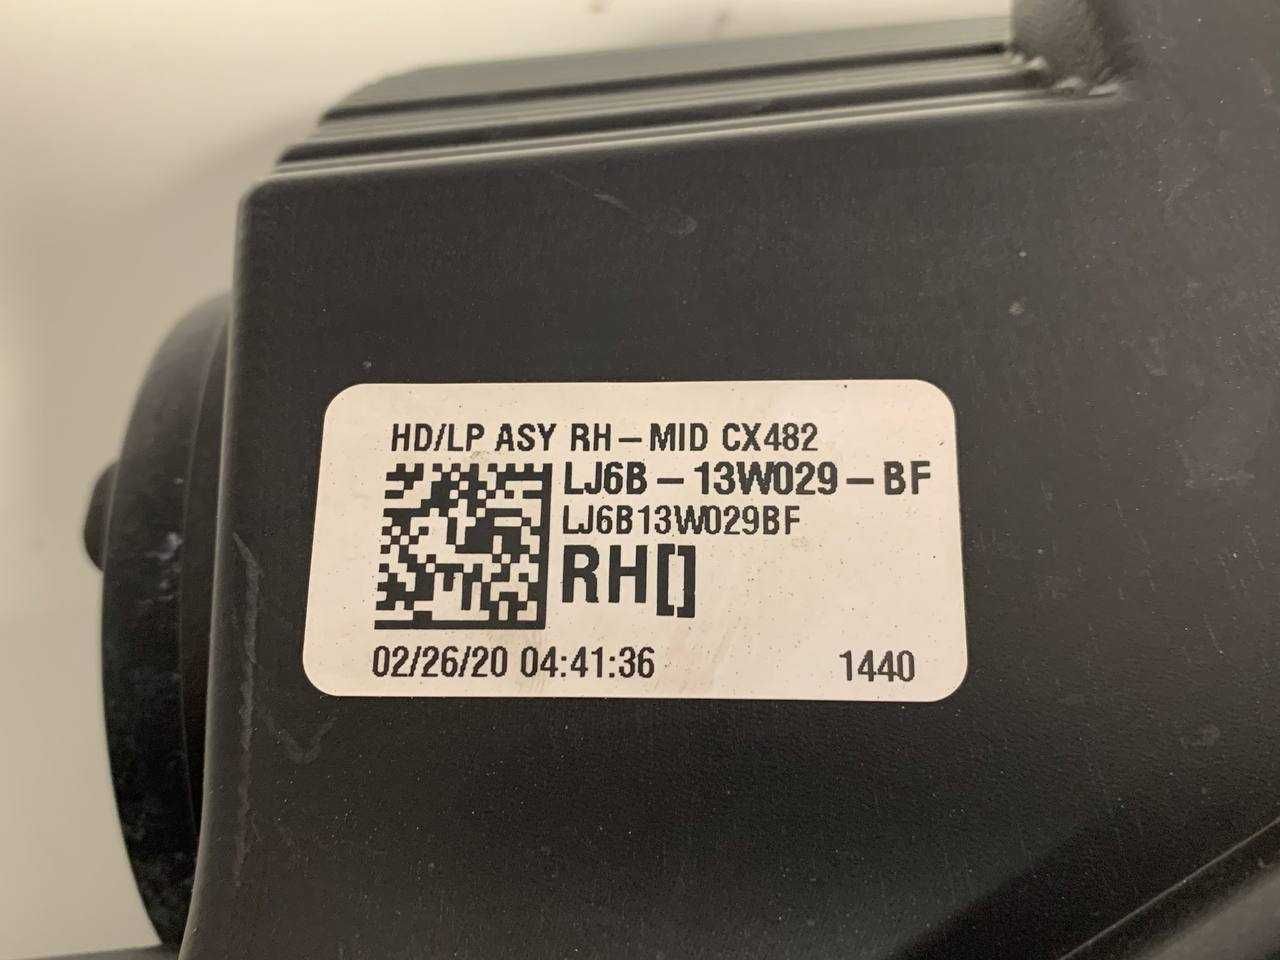 HD/LP ASY RH-MID CX482
LJ6B-13W029-BF
LJ6B13W029BF
RH[]
02/26/20 04:41:36 1440